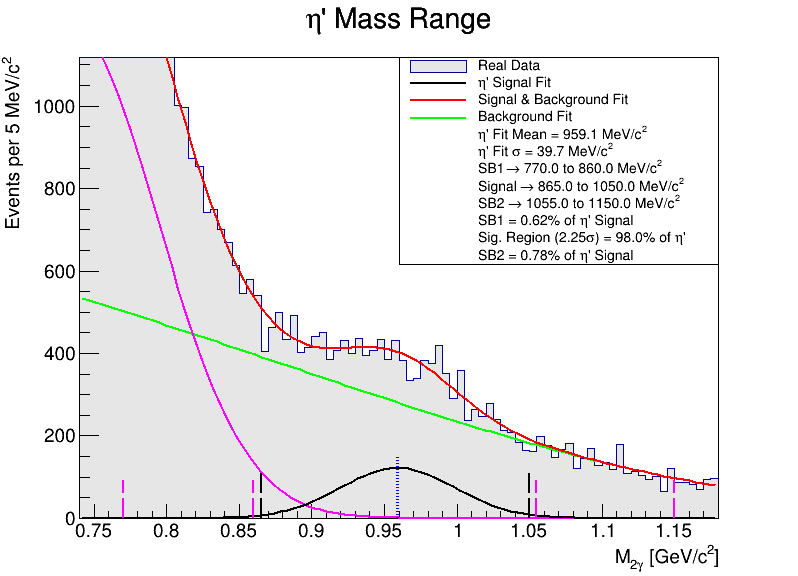 η' Mass Range
Events per 5 MeV/c²
1000
800
600
400
200
0
Real Data
η' Signal Fit
Signal & Background Fit
Background Fit
η' Fit Mean = 959.1 MeV/c²
η' Fit σ = 39.7 MeV/c²
SB1 → 770.0 to 860.0 MeV/c²
Signal → 865.0 to 1050.0 MeV/c²
SB2 → 1055.0 to 1150.0 MeV/c²
SB1 = 0.62% of η' Signal
Sig. Region (2.25σ) = 98.0% of η'
SB2 = 0.78% of η' Signal
0.75 0.8 0.85 0.9 0.95 1 1.05 1.1 1.15
M₂γ [GeV/c²]